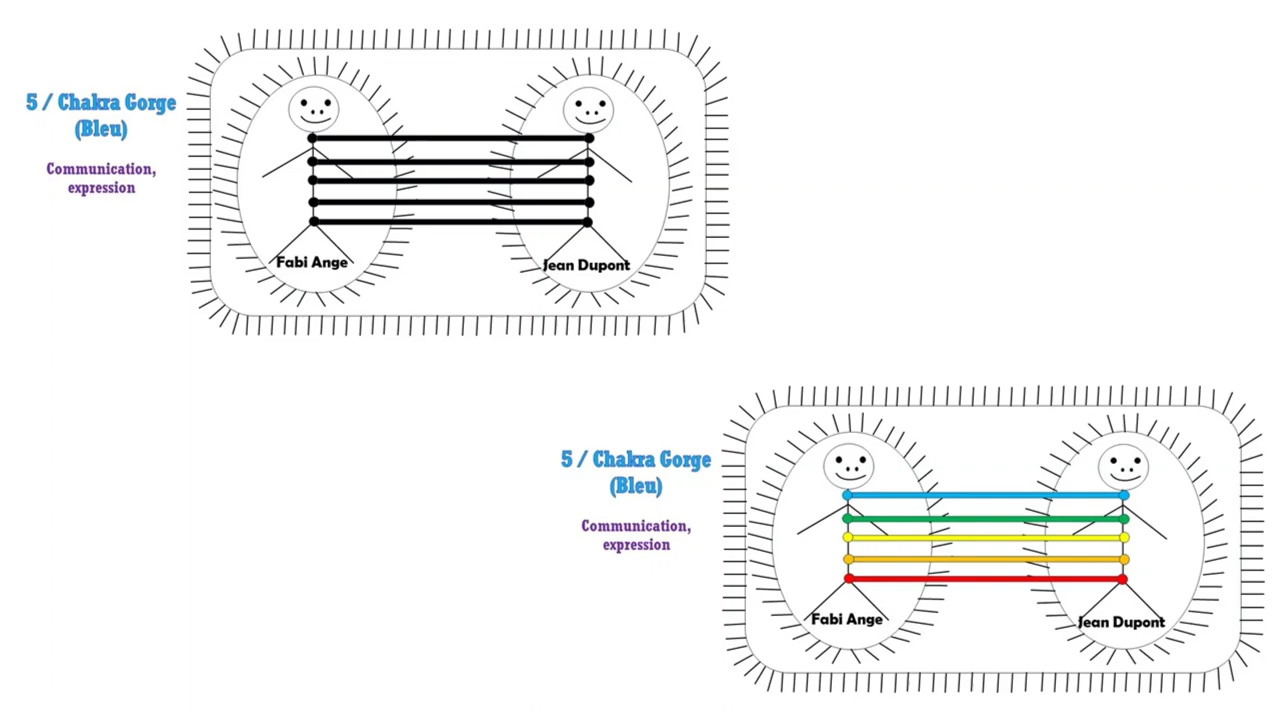 5 / Chakra Gorge
(Bleu)
Communication,
expression
Fabi Ange
Jean Dupont
5 / Chakra Gorge
(Bleu)
Communication,
expression
Fabi Ange
Jean Dupont